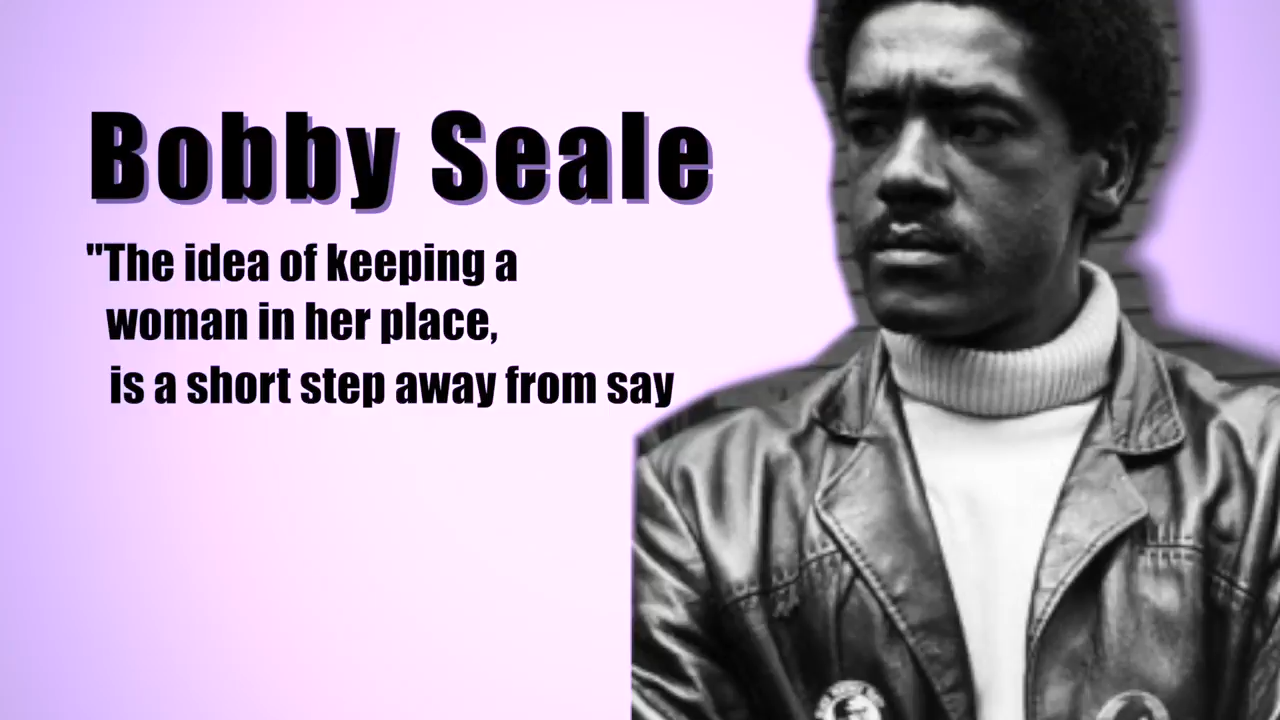 Bobby Seale
"The idea of keeping a
woman in her place,
is a short step away from say